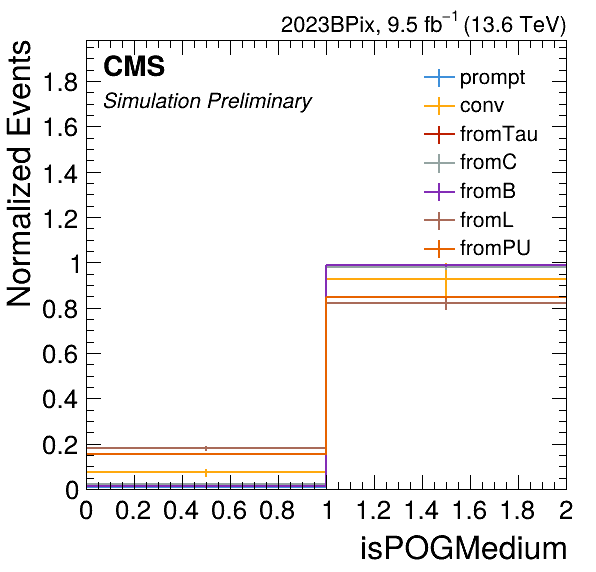 2023BPix, 9.5 fb⁻¹ (13.6 TeV)
CMS
Simulation Preliminary
prompt
conv
fromTau
fromC
fromB
fromL
fromPU
Normalized Events
1.8
1.6
1.4
1.2
1
0.8
0.6
0.4
0.2
0
0 0.2 0.4 0.6 0.8 1 1.2 1.4 1.6 1.8 2
isPOGMedium